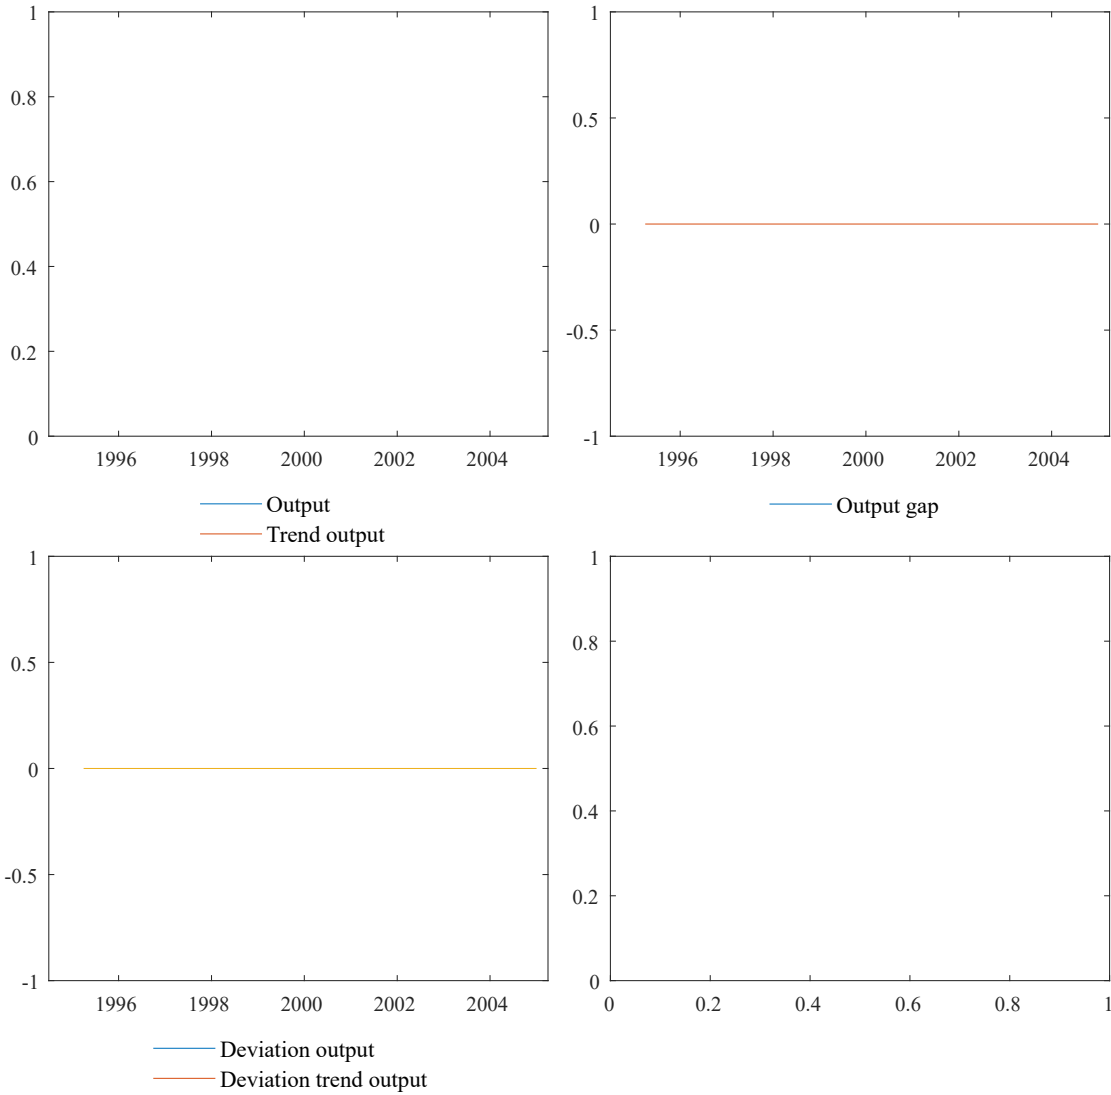 1
0.8
0.6
0.4
0.2
0
1996 1998 2000 2002 2004
Output
Trend output
1
0.5
0
-0.5
-1
1996 1998 2000 2002 2004
Output gap
1
0.5
0
-0.5
-1
1996 1998 2000 2002 2004
Deviation output
Deviation trend output
1
0.8
0.6
0.4
0.2
0
0 0.2 0.4 0.6 0.8 1